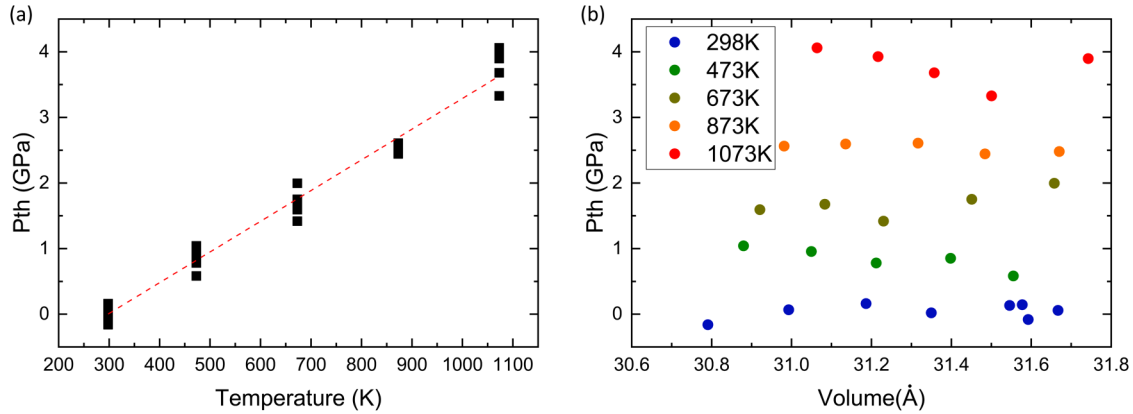 (a)
4
3
2
1
0
Pth (GPa)
200 300 400 500 600 700 800 900 1000 1100
Temperature (K)
(b)
298K
473K
673K
873K
1073K
4
3
2
1
0
Pth (GPa)
30.6 30.8 31.0 31.2 31.4 31.6 31.8
Volume(Å)